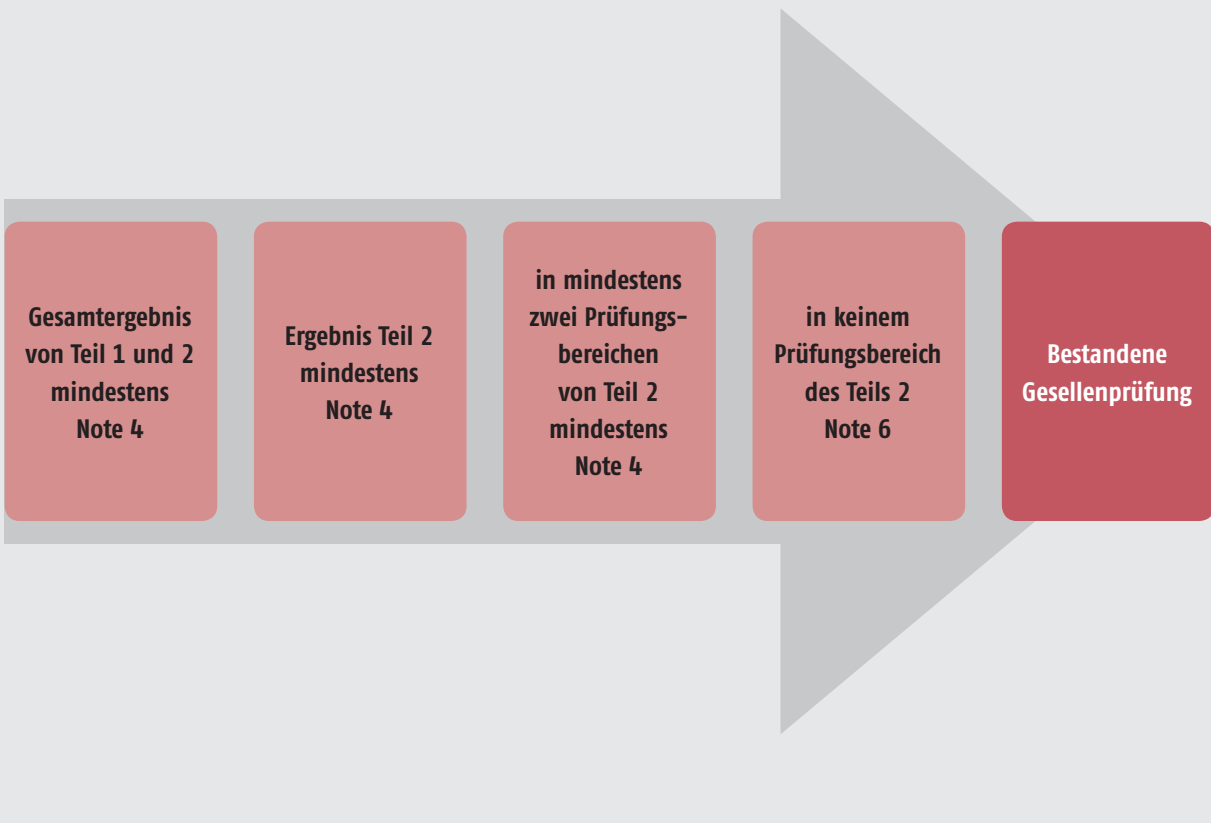 Gesamtergebnis
von Teil 1 und 2
mindestens
Note 4
Ergebnis Teil 2
mindestens
Note 4
in mindestens
zwei Prüfungs-
bereichen
von Teil 2
mindestens
Note 4
in keinem
Prüfungsbereich
des Teils 2
Note 6
Bestandene
Gesellenprüfung